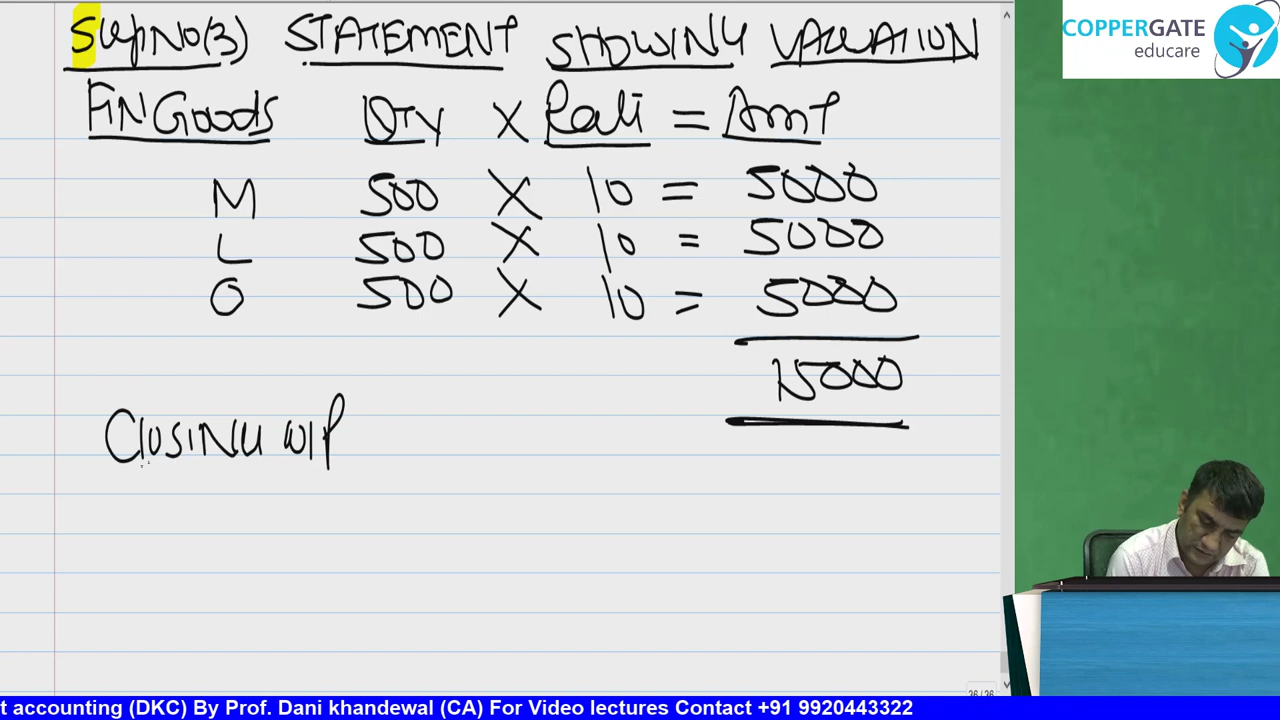 Step No(3) STATEMENT SHOWING VALUATION
FIN Goods QTY X Rate = Amt
M 500 X 10 = 5000
L 500 X 10 = 5000
O 500 X 10 = 5000
15000
CLOSING WIP
COPPERGATE
educare
36/36
t accounting (DKC) By Prof. Dani khandewal (CA) For Video lectures Contact +91 9920443322